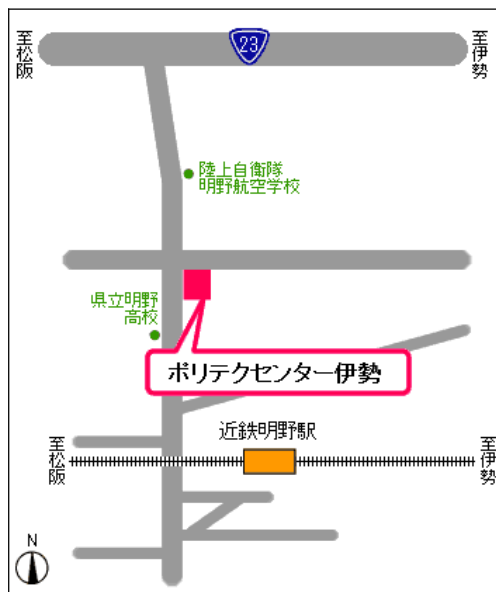 至松阪
23
至伊勢
陸上自衛隊
明野航空学校
県立明野
高校
ポリテクセンター伊勢
近鉄明野駅
至松阪
至伊勢
N